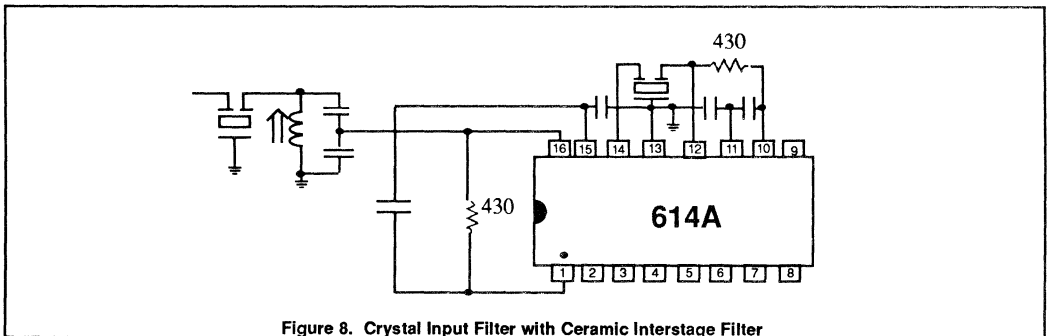 430
16 15 14 13 12 11 10 9
430
614A
1 2 3 4 5 6 7 8
Figure 8. Crystal Input Filter with Ceramic Interstage Filter